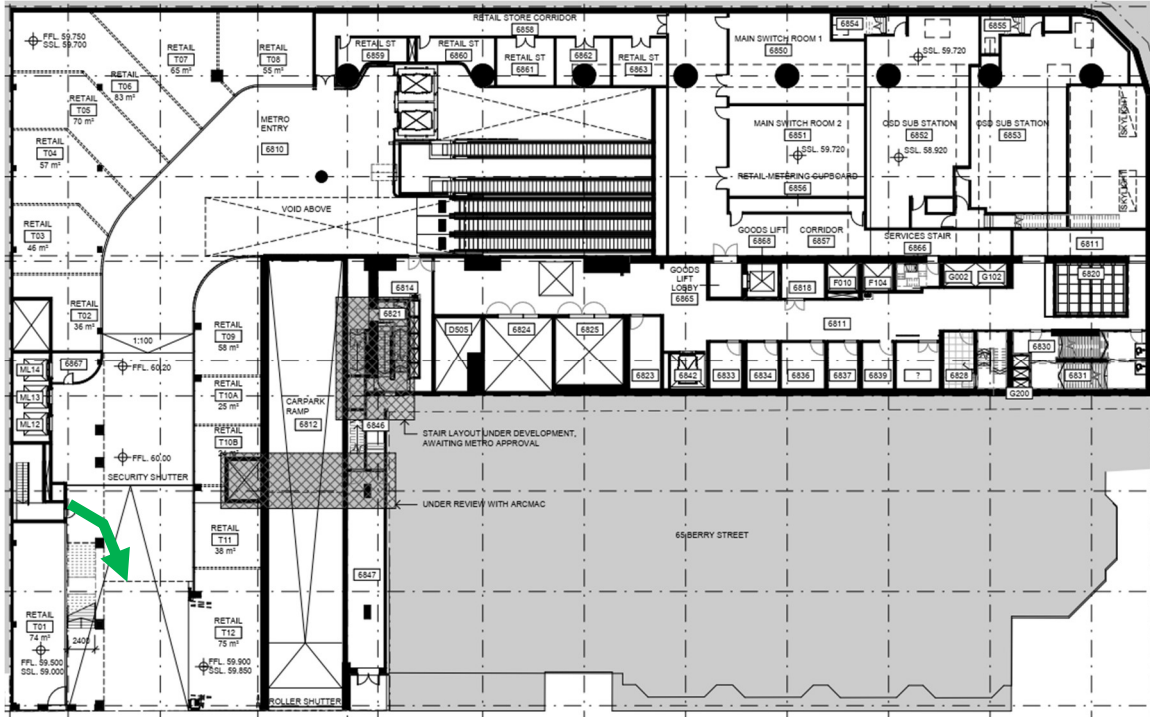 FFL. 59.750
SSL. 59.700
RETAIL
T07
65 m²
RETAIL
T08
55 m²
RETAIL
T06
83 m²
RETAIL
T05
70 m²
RETAIL
T04
57 m²
RETAIL
T03
46 m²
RETAIL
T02
36 m²
METRO
ENTRY
6810
VOID ABOVE
RETAIL STORE CORRIDOR
6858
RETAIL ST
6859
RETAIL ST
6860
RETAIL ST
6861
6862
RETAIL ST
6863
MAIN SWITCH ROOM 1
6850
6854
SSL. 59.720
6855
MAIN SWITCH ROOM 2
6851
SSL. 59.720
RETAIL METERING CUPBOARD
6856
OSD SUB STATION
6852
SSL. 58.920
OSD SUB STATION
6853
SKYLIGHT
SKYLIGHT
GOODS LIFT
6868
CORRIDOR
6857
SERVICES STAIR
6866
6811
GOODS
LIFT
LOBBY
6865
6818
F010
F104
G002
G102
6820
6814
6821
D505
6824
6825
6811
6823
6842
6833
6834
6836
6837
6839
?
6828
6830
6831
G200
1:100
FFL. 60.20
6867
ML14
ML13
ML12
RETAIL
T09
58 m²
RETAIL
T10A
25 m²
RETAIL
T10B
FFL. 60.00
SECURITY SHUTTER
CARPARK
RAMP
6812
6846
STAIR LAYOUT UNDER DEVELOPMENT,
AWAITING METRO APPROVAL
UNDER REVIEW WITH ARCMAC
RETAIL
T11
38 m²
65 BERRY STREET
6847
RETAIL
T01
74 m²
FFL. 59.500
SSL. 59.000
2400
RETAIL
T12
75 m²
FFL. 59.900
SSL. 59.850
ROLLER SHUTTER